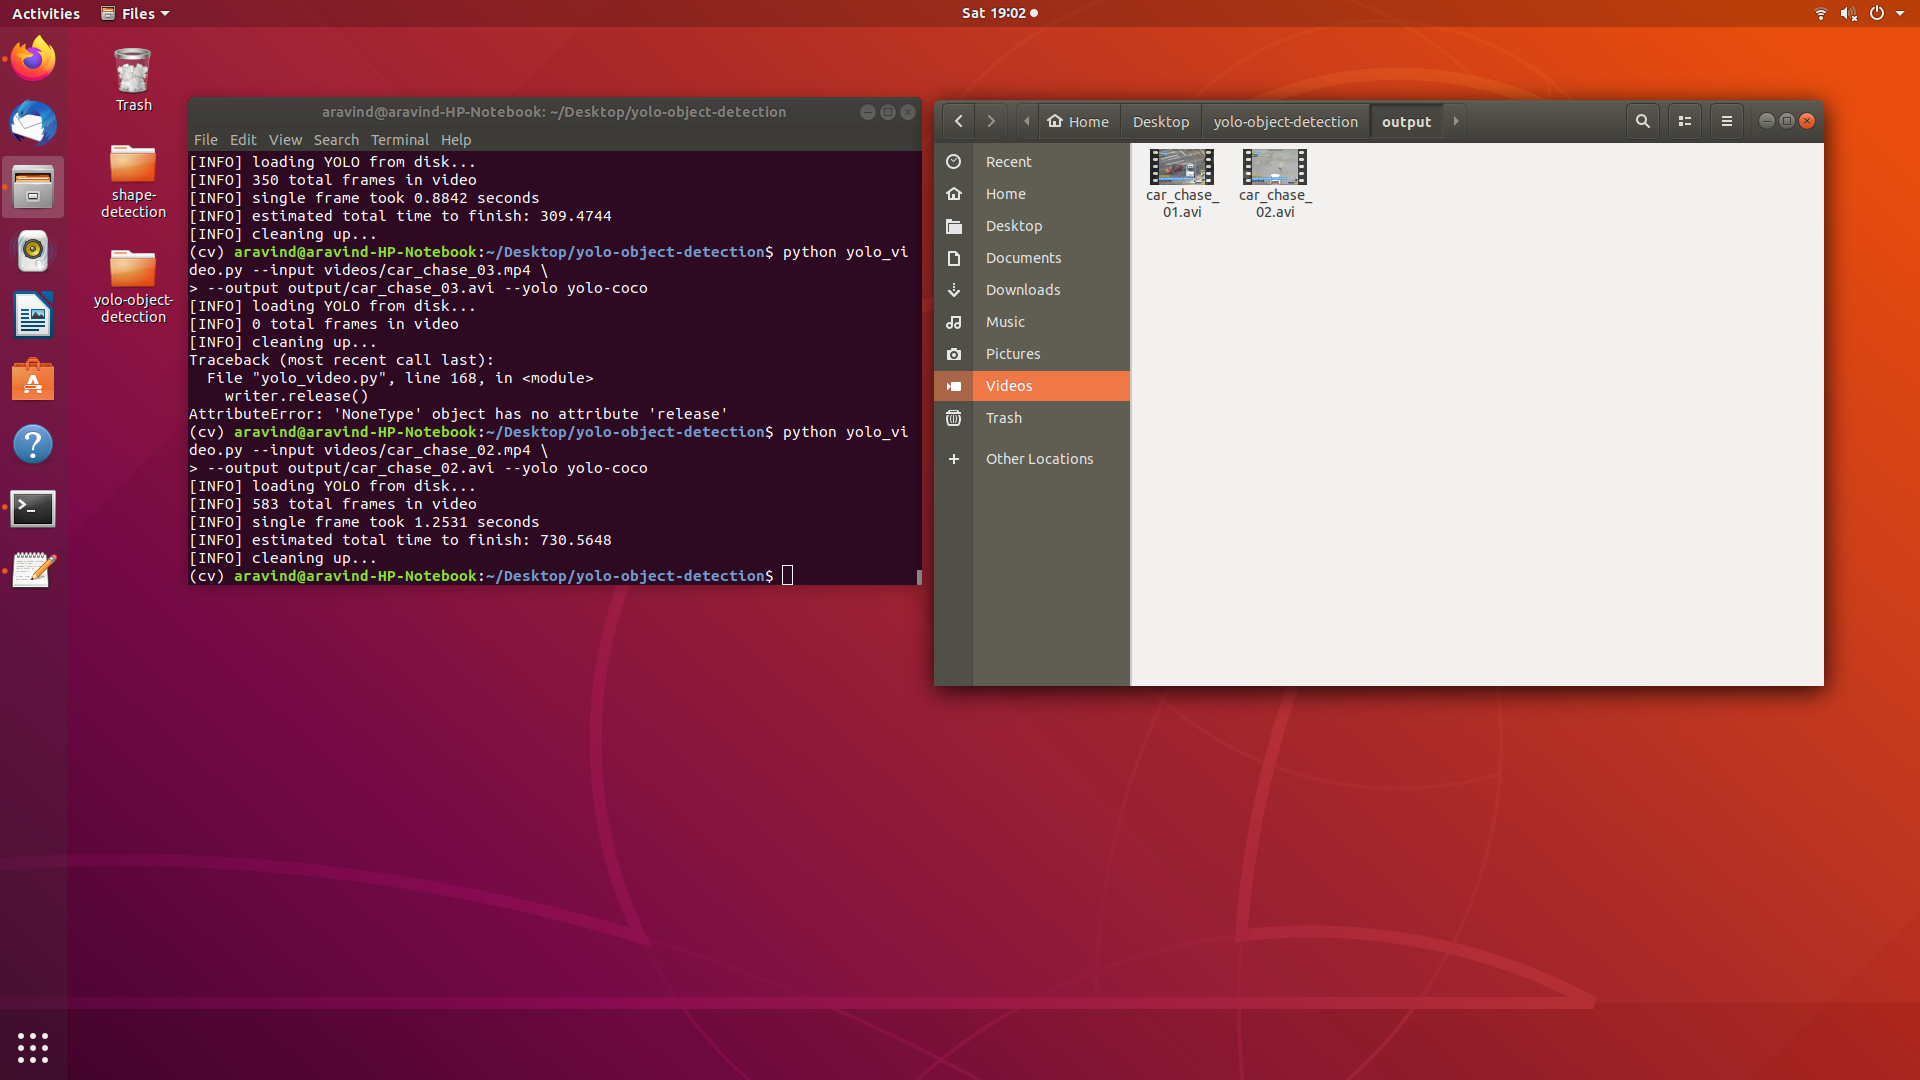 Activities Files Sat 19:02
Trash
shape-
detection
yolo-object-
detection
aravind@aravind-HP-Notebook: ~/Desktop/yolo-object-detection
File Edit View Search Terminal Help
[INFO] loading YOLO from disk...
[INFO] 350 total frames in video
[INFO] single frame took 0.8842 seconds
[INFO] estimated total time to finish: 309.4744
[INFO] cleaning up...
(cv) aravind@aravind-HP-Notebook:~/Desktop/yolo-object-detection$ python yolo_vi
deo.py --input videos/car_chase_03.mp4 \
> --output output/car_chase_03.avi --yolo yolo-coco
[INFO] loading YOLO from disk...
[INFO] 0 total frames in video
[INFO] cleaning up...
Traceback (most recent call last):
  File "yolo_video.py", line 168, in <module>
    writer.release()
AttributeError: 'NoneType' object has no attribute 'release'
(cv) aravind@aravind-HP-Notebook:~/Desktop/yolo-object-detection$ python yolo_vi
deo.py --input videos/car_chase_02.mp4 \
> --output output/car_chase_02.avi --yolo yolo-coco
[INFO] loading YOLO from disk...
[INFO] 583 total frames in video
[INFO] single frame took 1.2531 seconds
[INFO] estimated total time to finish: 730.5648
[INFO] cleaning up...
(cv) aravind@aravind-HP-Notebook:~/Desktop/yolo-object-detection$
Home Desktop yolo-object-detection output
Recent
Home
Desktop
Documents
Downloads
Music
Pictures
Videos
Trash
Other Locations
car_chase_
01.avi
car_chase_
02.avi